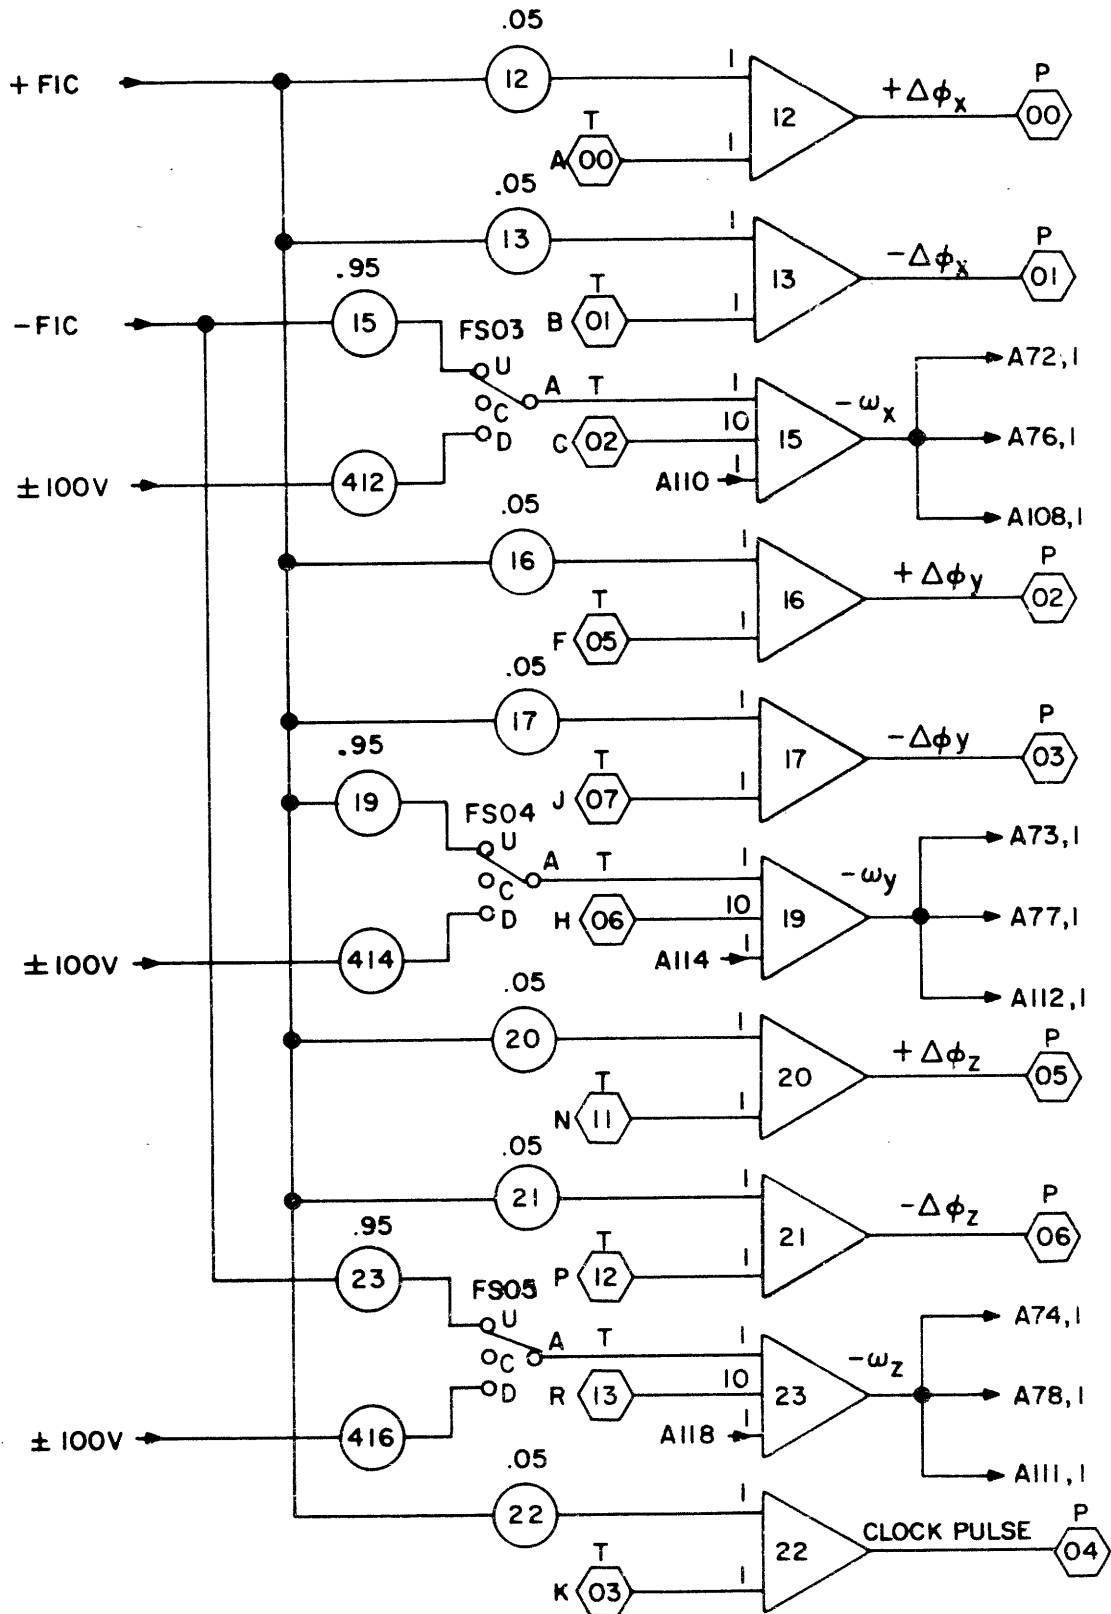 .05
+ FIC
12
1
12
+ Δϕx
P
00
T
A 00
1
.05
13
1
13
- Δϕx
P
01
T
B 01
1
.95
- FIC
15
FS03
U
C
D
A T
1
10
1
15
- ωx
A72,1
A76,1
A108,1
C 02
A110
± 100V
412
.05
16
1
16
+ Δϕy
P
02
T
F 05
1
.05
17
1
17
- Δϕy
P
03
T
J 07
1
.95
19
FS04
U
C
D
A T
1
10
1
19
- ωy
A73,1
A77,1
A112,1
H 06
A114
± 100V
414
.05
20
1
20
+ Δϕz
P
05
T
N 11
1
.05
21
1
21
- Δϕz
P
06
T
P 12
1
.95
23
FS05
U
C
D
A T
1
10
1
23
-ωz
A74,1
A78,1
A111,1
R 13
A118
± 100V
416
.05
22
1
22
CLOCK PULSE
P
04
T
K 03
1